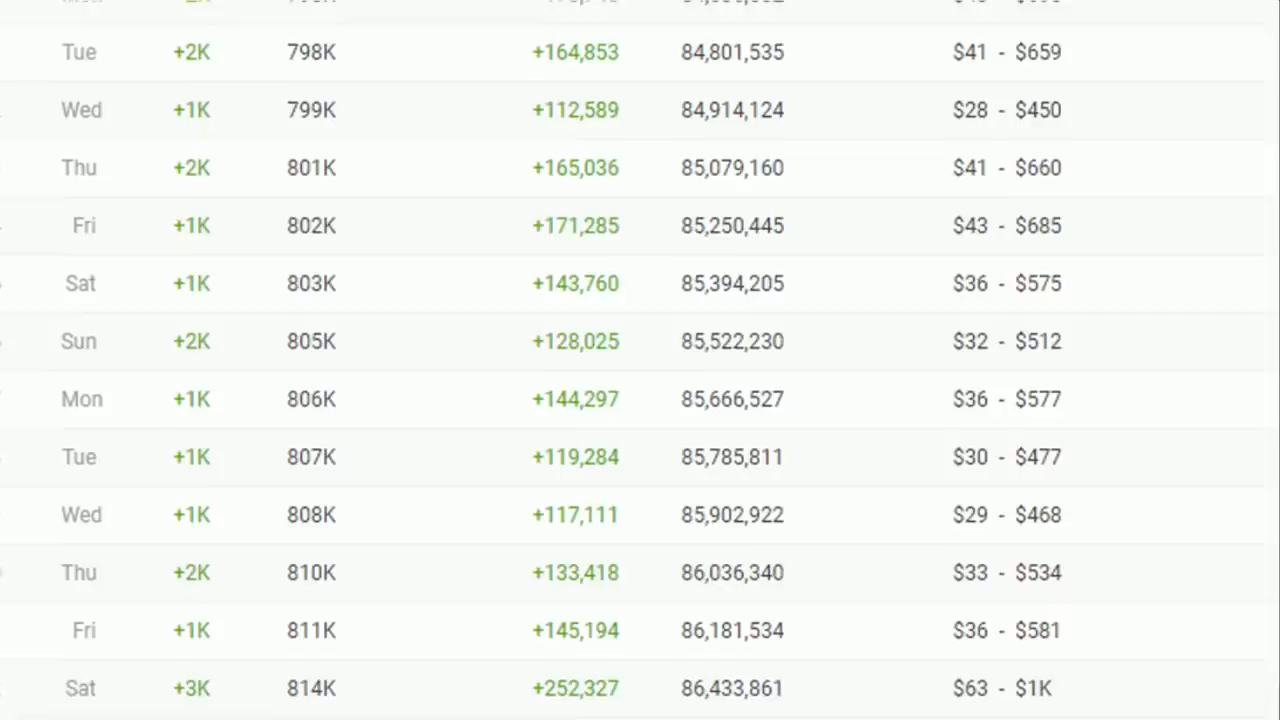 Tue +2K 798K +164,853 84,801,535 $41 - $659
Wed +1K 799K +112,589 84,914,124 $28 - $450
Thu +2K 801K +165,036 85,079,160 $41 - $660
Fri +1K 802K +171,285 85,250,445 $43 - $685
Sat +1K 803K +143,760 85,394,205 $36 - $575
Sun +2K 805K +128,025 85,522,230 $32 - $512
Mon +1K 806K +144,297 85,666,527 $36 - $577
Tue +1K 807K +119,284 85,785,811 $30 - $477
Wed +1K 808K +117,111 85,902,922 $29 - $468
Thu +2K 810K +133,418 86,036,340 $33 - $534
Fri +1K 811K +145,194 86,181,534 $36 - $581
Sat +3K 814K +252,327 86,433,861 $63 - $1K